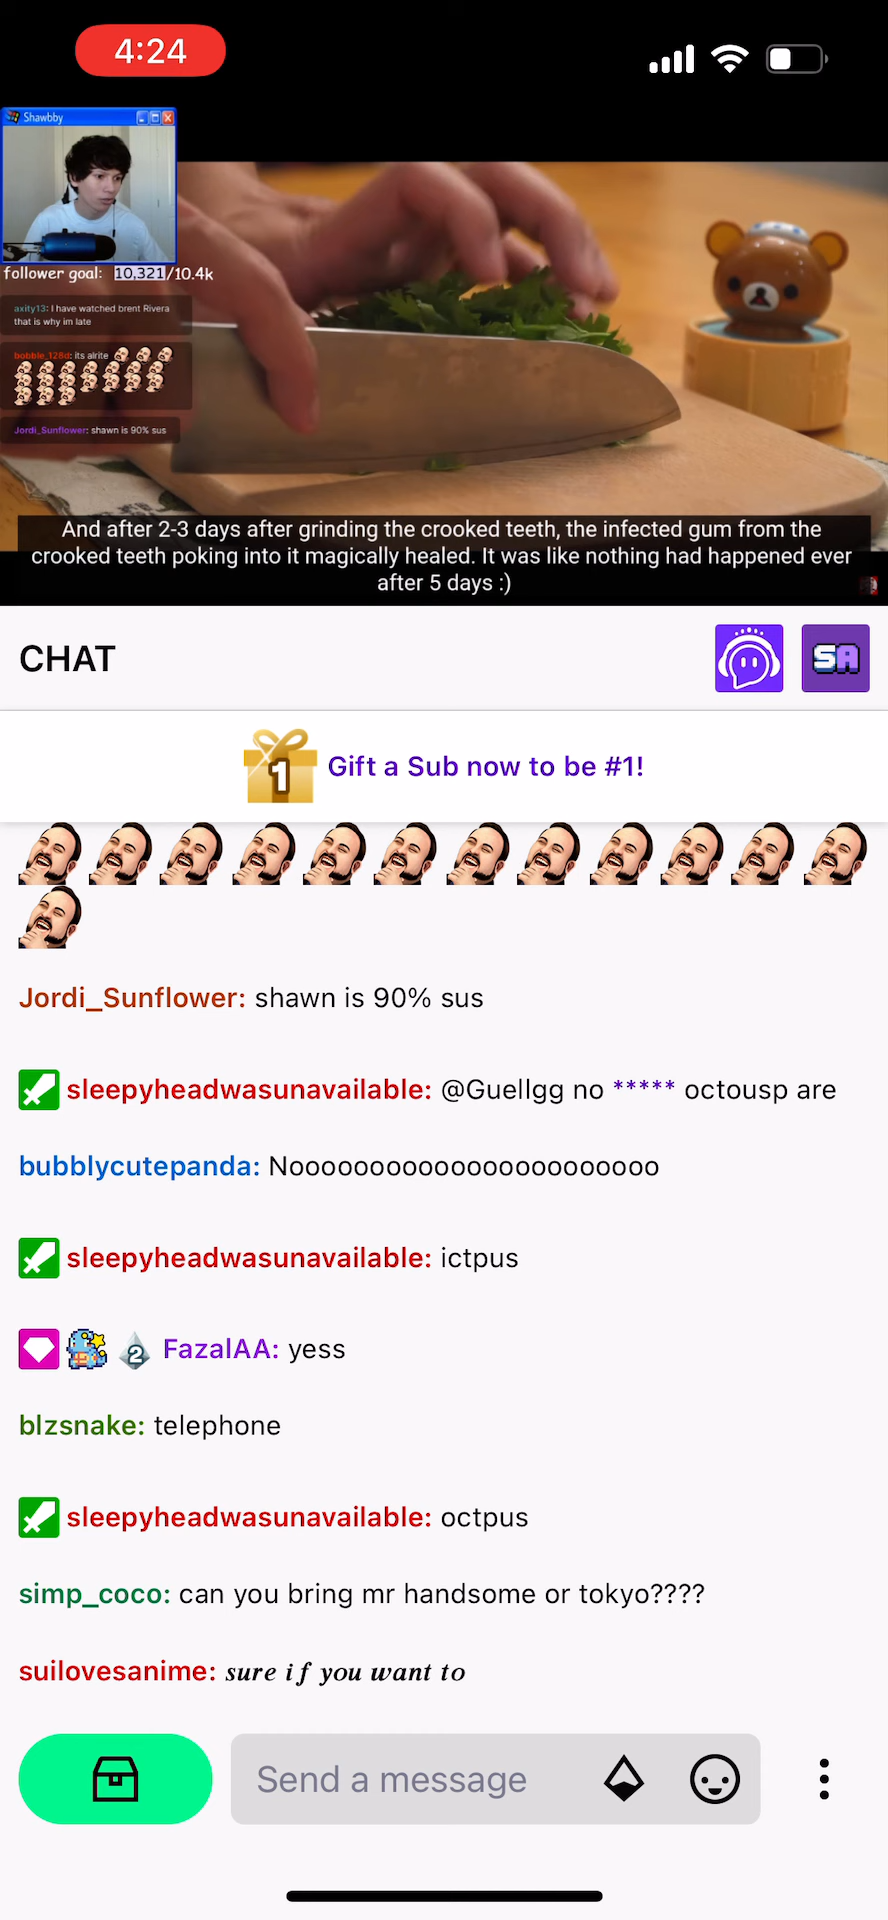 4:24
Shawbby
follower goal: 10,321/10.4k
axity13: I have watched brent Rivera
that is why im late
bobble_128d: its alrite
Jordi_Sunflower: shawn is 90% sus
And after 2-3 days after grinding the crooked teeth, the infected gum from the
crooked teeth poking into it magically healed. It was like nothing had happened ever
after 5 days :)
CHAT
SA
1
Gift a Sub now to be #1!
Jordi_Sunflower: shawn is 90% sus
sleepyheadwasunavailable: @Guellgg no ***** octousp are
bubblycutepanda: Nooooooooooooooooooooooo
sleepyheadwasunavailable: ictpus
2 FazalAA: yess
blzsnake: telephone
sleepyheadwasunavailable: octpus
simp_coco: can you bring mr handsome or tokyo????
suilovesanime: sure if you want to
Send a message